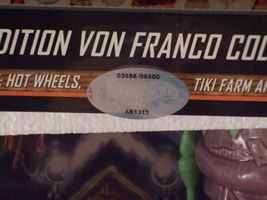 DITION VON FRANCO CO
HOT WHEELS, TIKI FARM A
03586/06500
AB1313